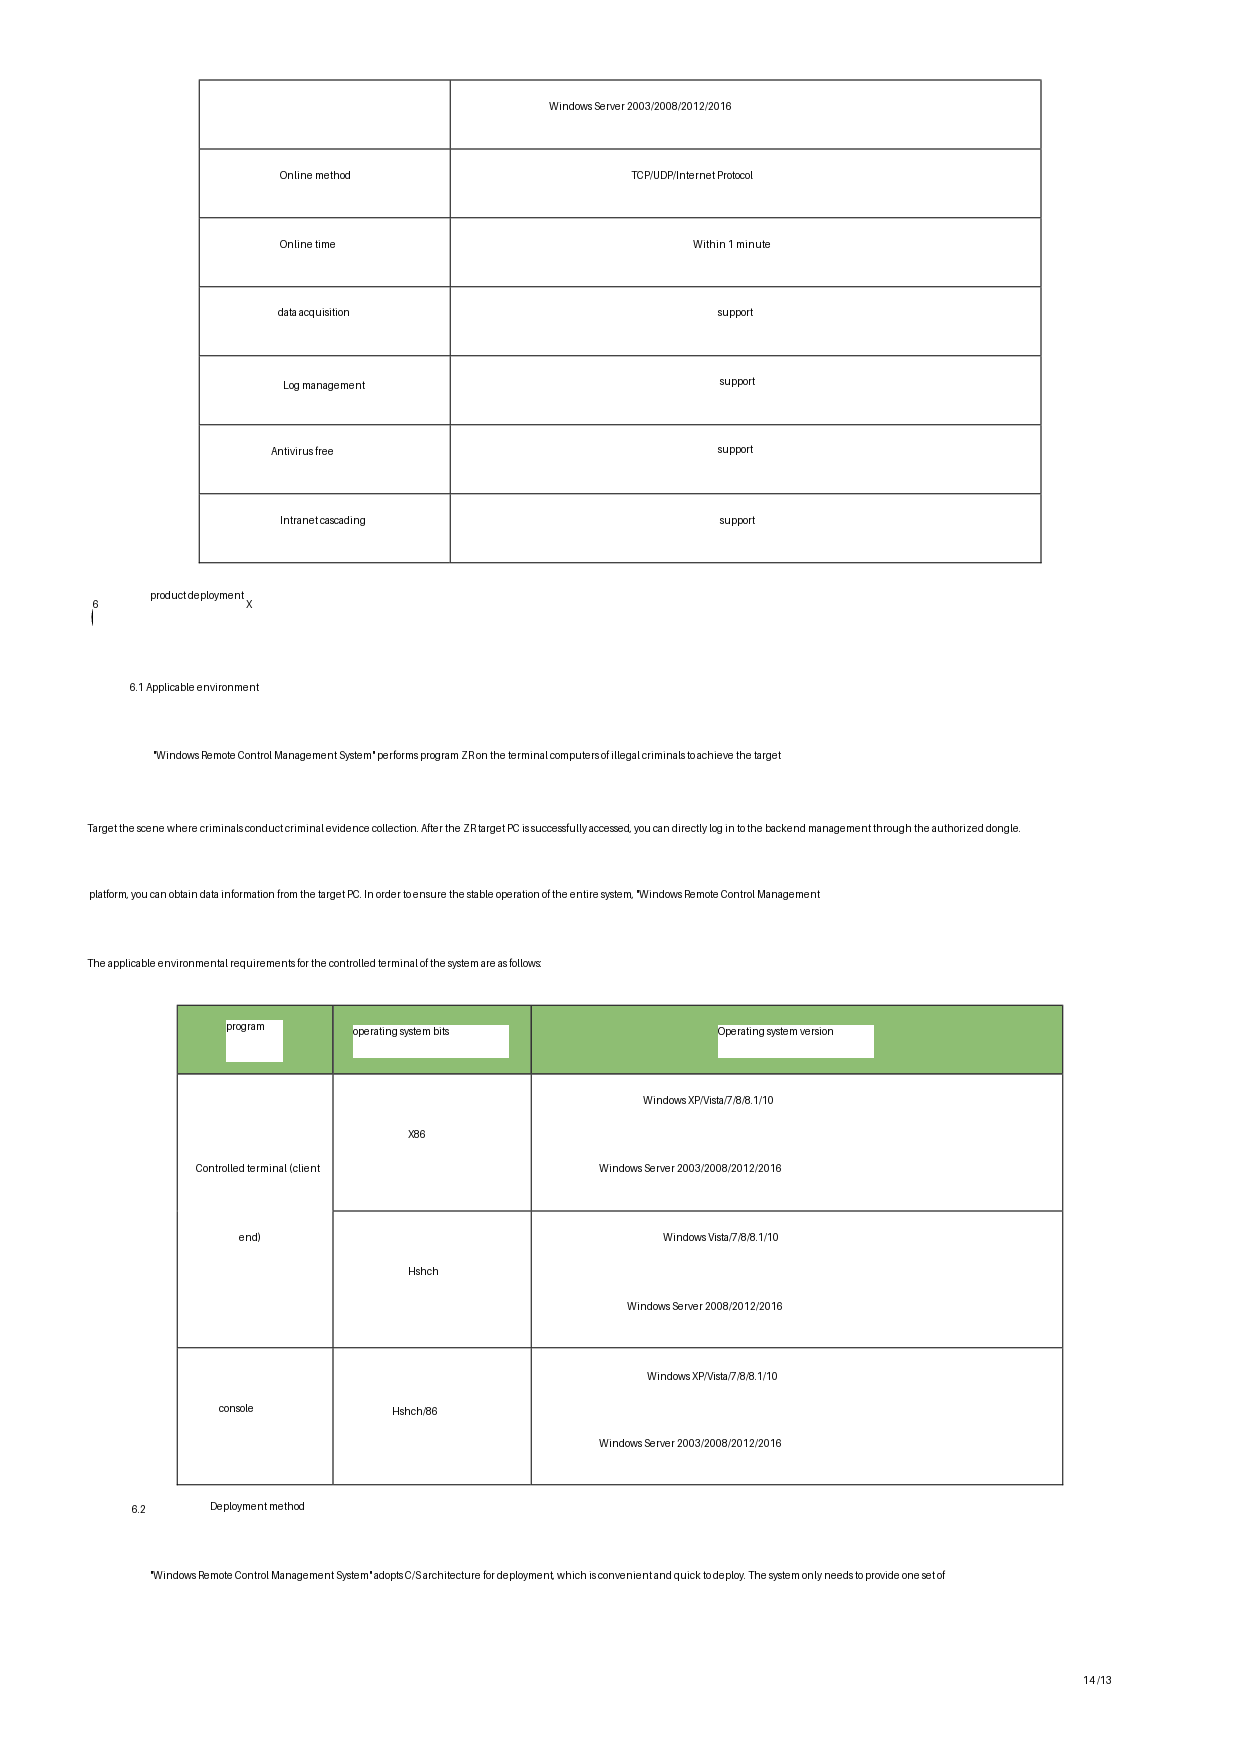 Windows Server 2003/2008/2012/2016
Online method TCP/UDP/Internet Protocol
Online time Within 1 minute
data acquisition support
Log management support
Antivirus free support
Intranet cascading support
6 product deployment X
6.1 Applicable environment
"Windows Remote Control Management System" performs program ZR on the terminal computers of illegal criminals to achieve the target
Target the scene where criminals conduct criminal evidence collection. After the ZR target PC is successfully accessed, you can directly log in to the backend management through the authorized dongle.
platform, you can obtain data information from the target PC. In order to ensure the stable operation of the entire system, "Windows Remote Control Management
The applicable environmental requirements for the controlled terminal of the system are as follows:
program operating system bits Operating system version
Windows XP/Vista/7/8/8.1/10
X86
Controlled terminal (client Windows Server 2003/2008/2012/2016
end) Windows Vista/7/8/8.1/10
Hshch
Windows Server 2008/2012/2016
Windows XP/Vista/7/8/8.1/10
console Hshch/86
Windows Server 2003/2008/2012/2016
6.2 Deployment method
"Windows Remote Control Management System" adopts C/S architecture for deployment, which is convenient and quick to deploy. The system only needs to provide one set of
14 /13